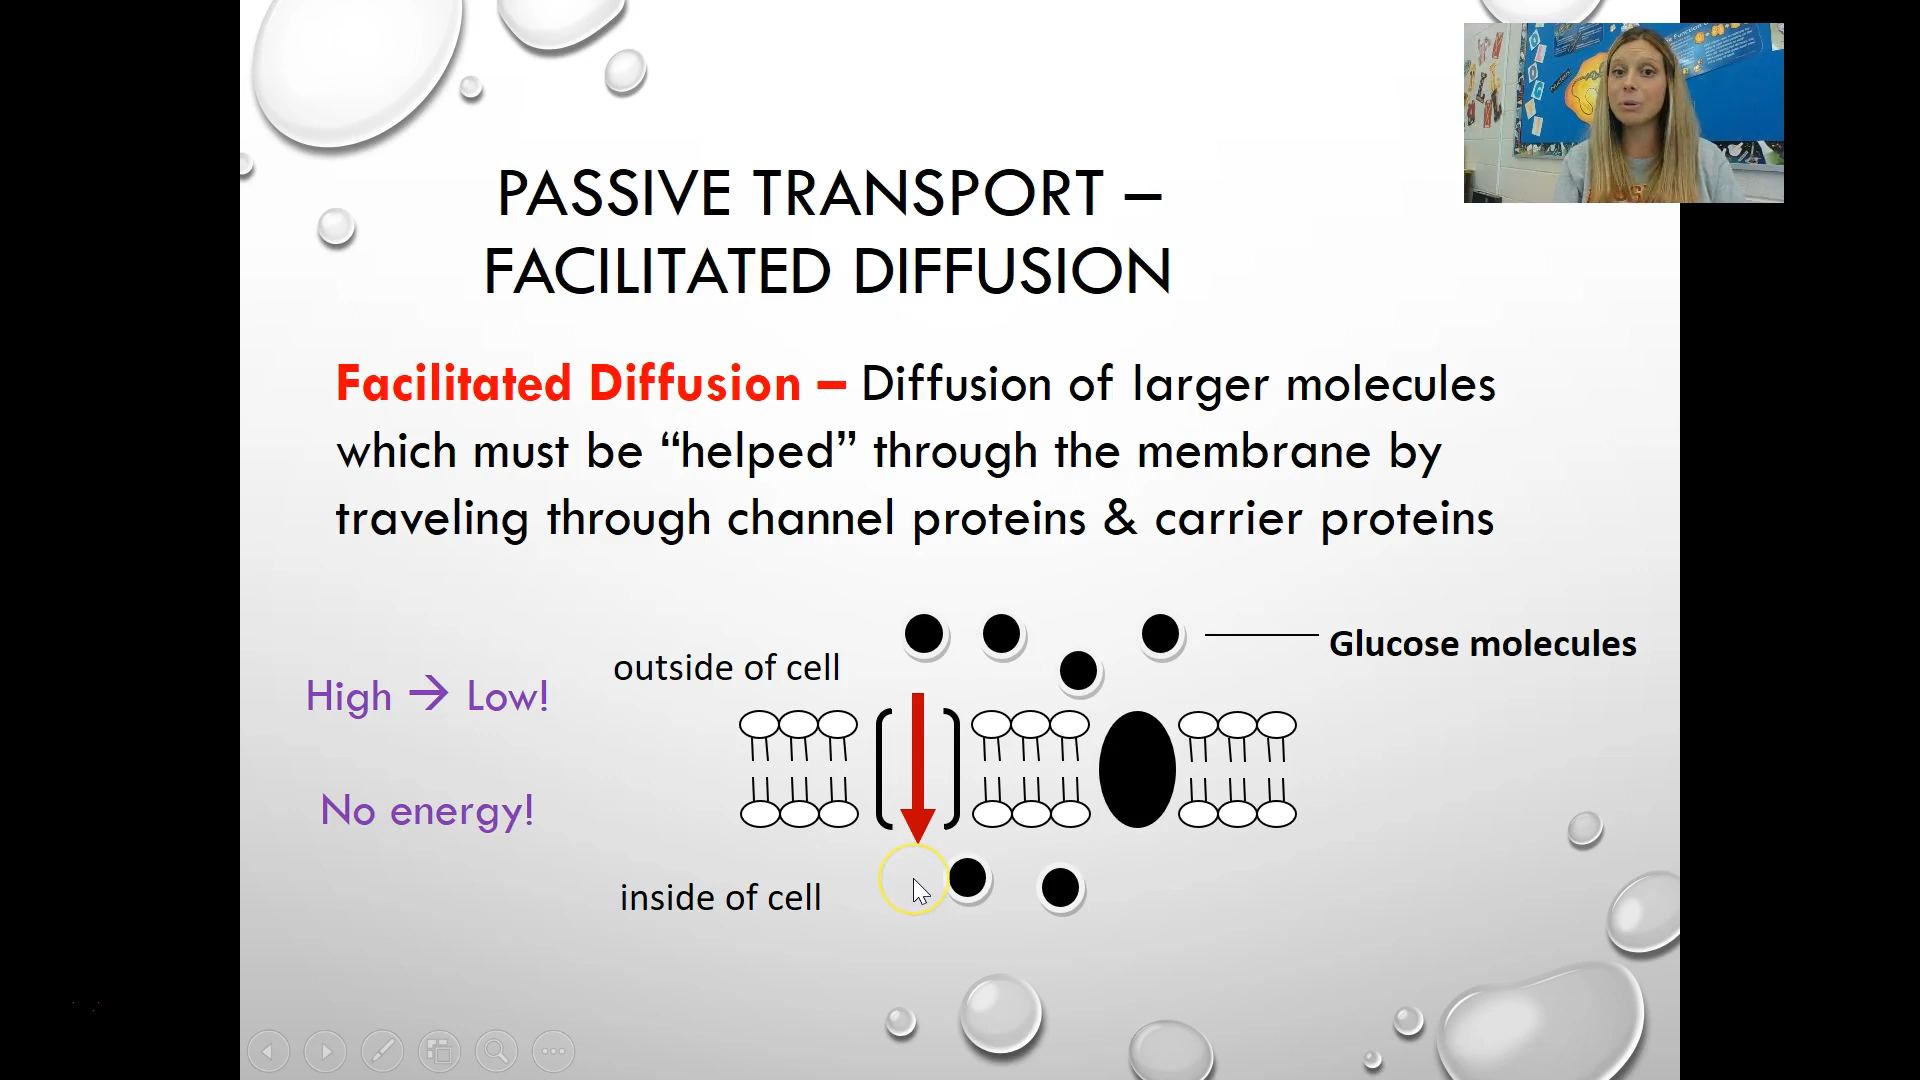 PASSIVE TRANSPORT –
FACILITATED DIFFUSION
Facilitated Diffusion – Diffusion of larger molecules
which must be “helped” through the membrane by
traveling through channel proteins & carrier proteins
Glucose molecules
outside of cell
High → Low!
No energy!
inside of cell